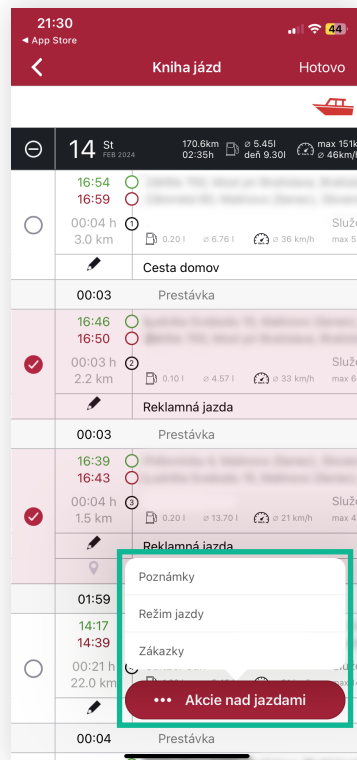 21:30
44
App Store
Kniha jázd
Hotovo
14 St
FEB 2024
170.6km
02:35h
ø 5.45l
deň 9.30l
max 151k
ø 46km/h
16:54
16:59
00:04 h
3.0 km
1
Služ
0.20 l
ø 6.76 l
ø 36 km/h
max 5
Cesta domov
00:03
Prestávka
16:46
16:50
00:03 h
2.2 km
2
Služ
0.10 l
ø 4.57 l
ø 33 km/h
max 6
Reklamná jazda
00:03
Prestávka
16:39
16:43
00:04 h
1.5 km
3
Služ
0.20 l
ø 13.70 l
ø 21 km/h
max 4
Reklamná jazda
01:59
14:17
14:39
00:21 h
22.0 km
Poznámky
Režim jazdy
Zákazky
Akcie nad jazdami
00:04
Prestávka